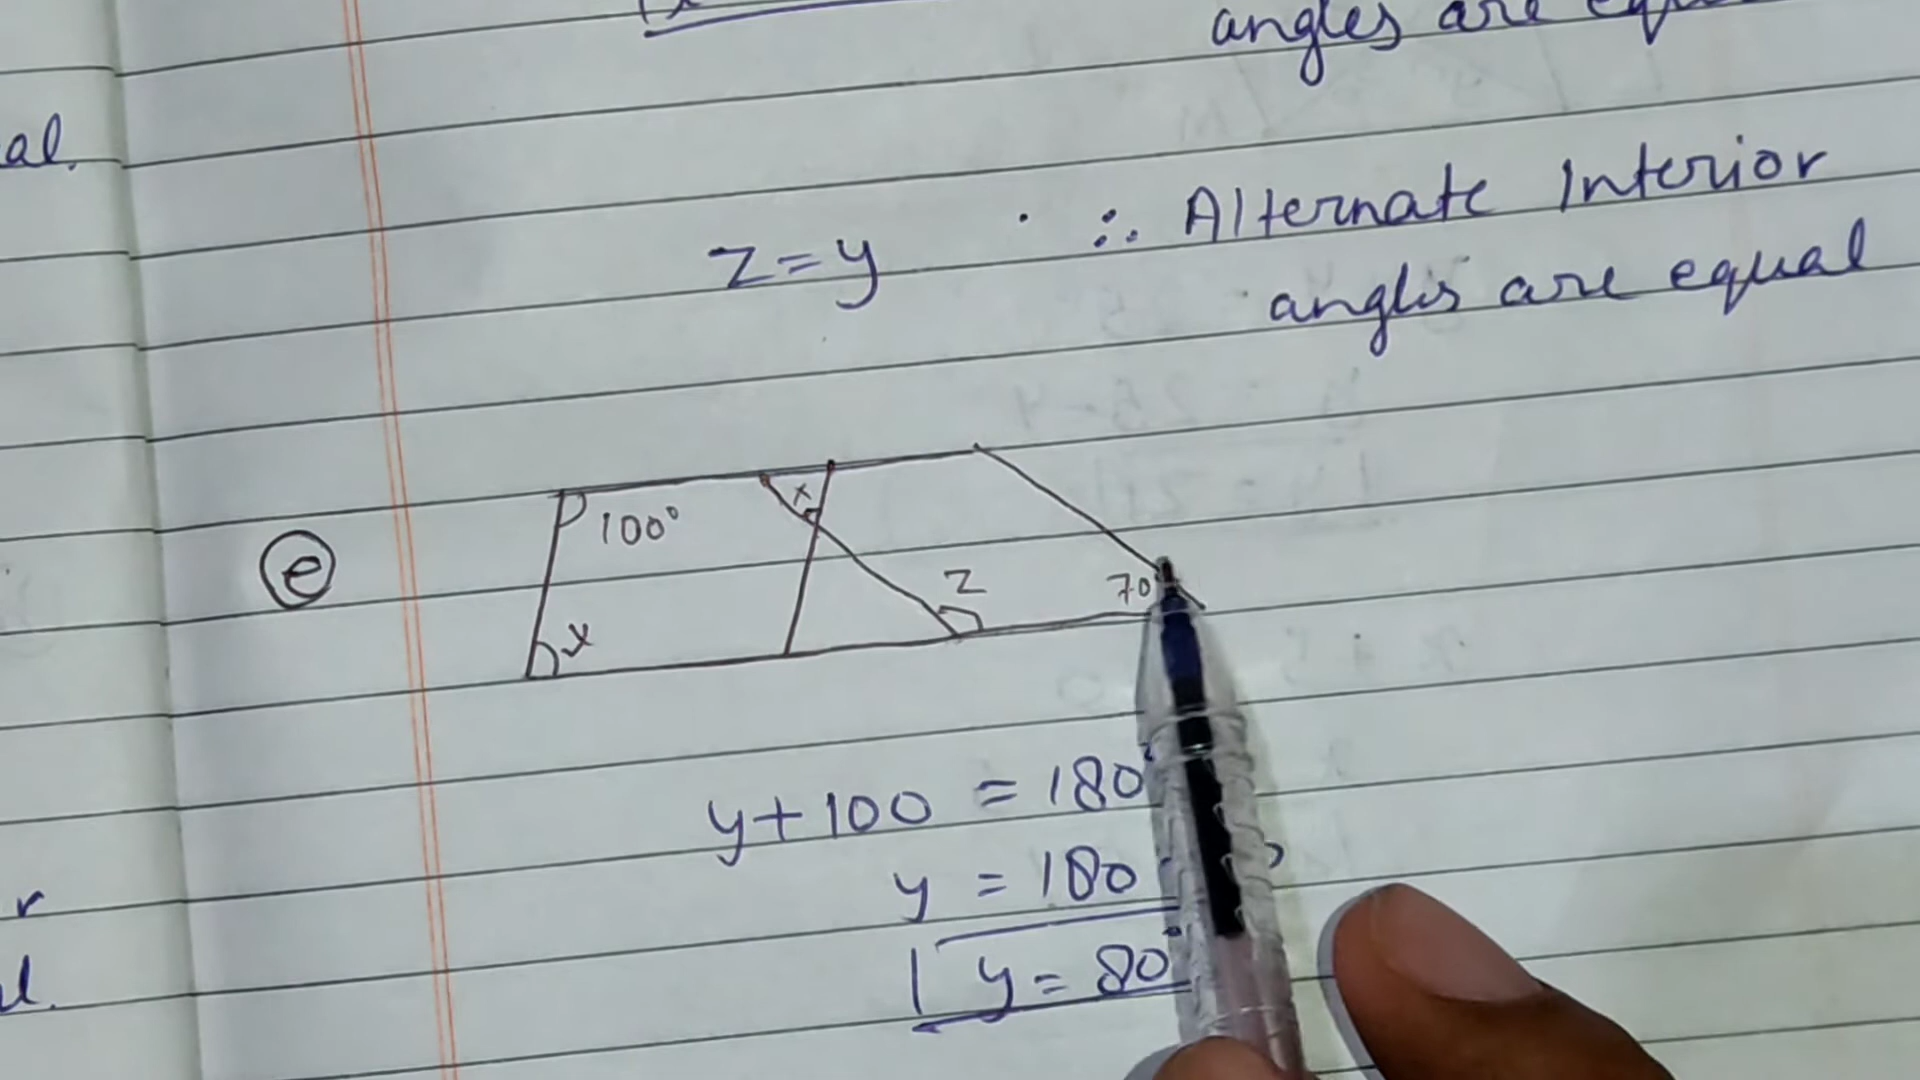 angles are
al.
z = y ∴ Alternate Interior
angles are equal
e
100°
x
z
70
y + 100 = 180
y = 180
y = 80°
r
l.